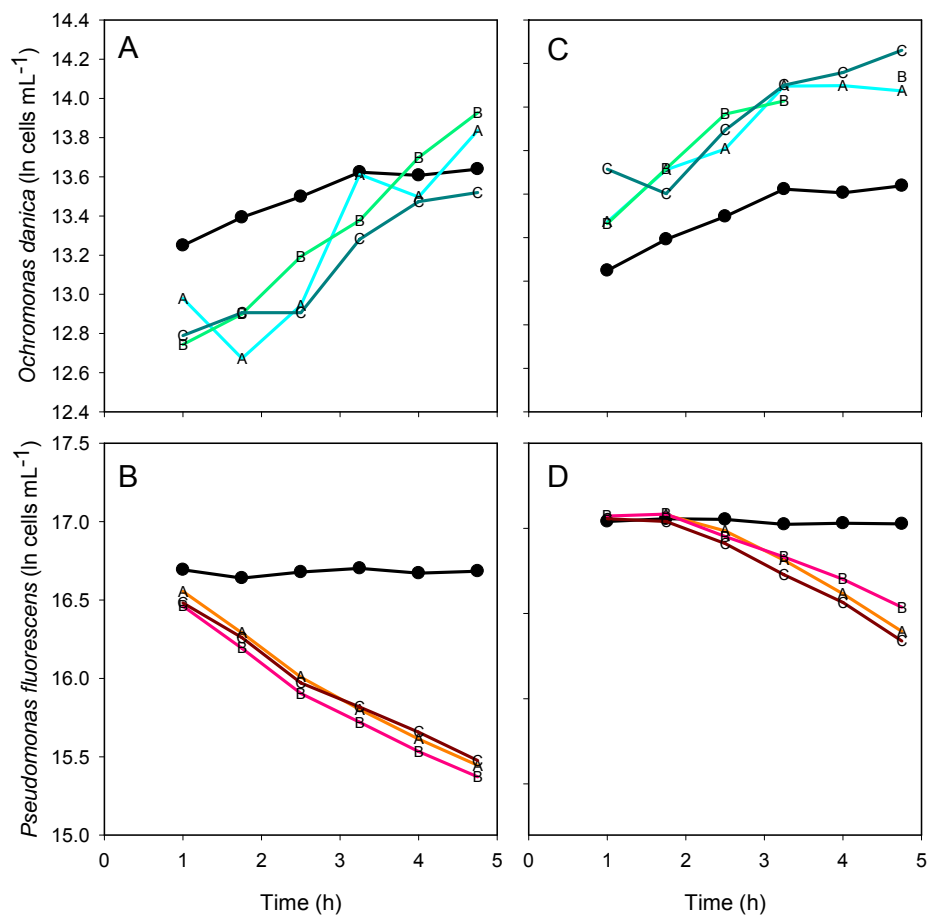 14.4
14.2
14.0
13.8
13.6
13.4
13.2
13.0
12.8
12.6
12.4
Ochromonas danica (ln cells mL-1)
A
A A A A A A
B B B B B B
C C C C C C
C
A A A A A A
B B B B B
C C C C C C
17.5
17.0
16.5
16.0
15.5
15.0
Pseudomonas fluorescens (ln cells mL-1)
B
A A A A A A
B B B B B B
C C C C C C
D
A A A A A A
B B B B B B
C C C C C C
0 1 2 3 4 5
0 1 2 3 4 5
Time (h)
Time (h)